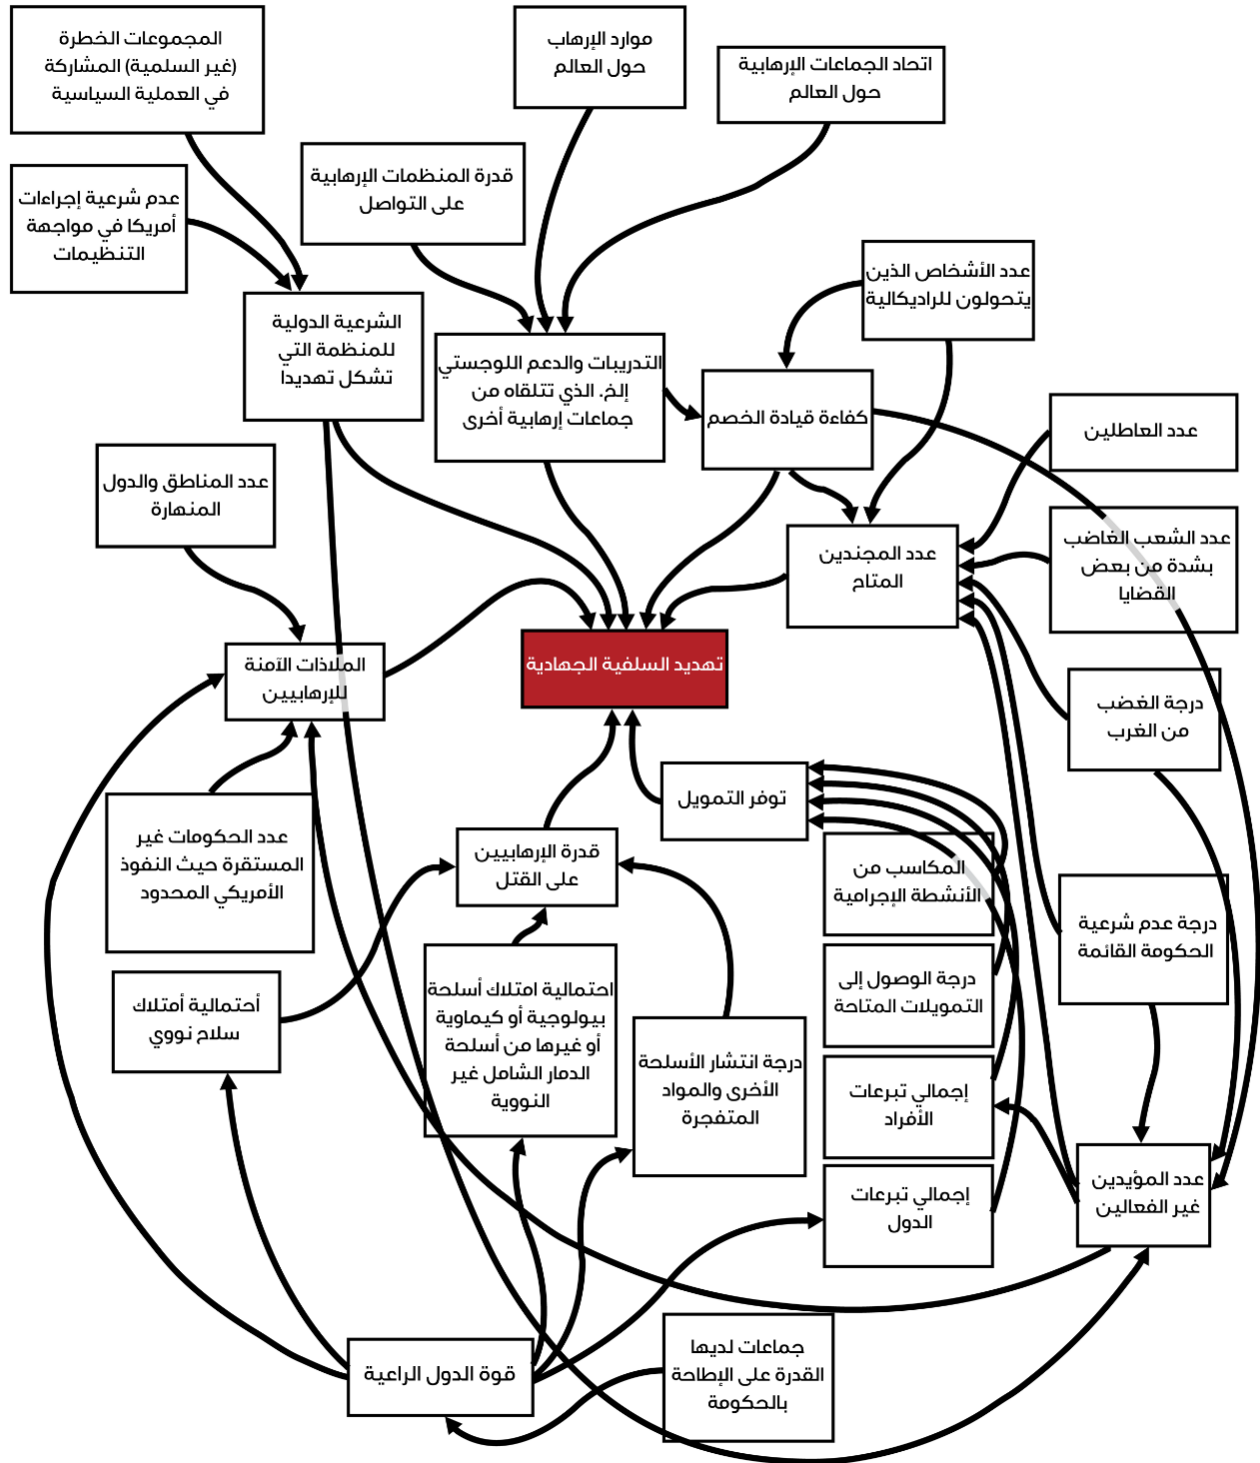 المجموعات الخطرة
(غير السلمية) المشاركة
في العملية السياسية
موارد الإرهاب
حول العالم
اتحاد الجماعات الإرهابية
حول العالم
قدرة المنظمات الإرهابية
على التواصل
عدم شرعية إجراءات
أمريكا في مواجهة
التنظيمات
عدد الأشخاص الذين
يتحولون للراديكالية
الشرعية الدولية
للمنظمة التي
تشكل تهديدا
التدريبات والدعم اللوجستي
إلخ. الذي تتلقاه من
جماعات إرهابية أخرى
كفاءة قيادة الخصم
عدد العاطلين
عدد المناطق والدول
المنهارة
عدد المجندين
المتاح
عدد الشعب الغاضب
بشدة من بعض
القضايا
الملاذات الآمنة
للإرهابيين
تهديد السلفية الجهادية
درجة الغضب
من الغرب
توفر التمويل
عدد الحكومات غير
المستقرة حيث النفوذ
الأمريكي المحدود
قدرة الإرهابيين
على القتل
المكاسب من
الأنشطة الإجرامية
درجة عدم شرعية
الحكومة القائمة
أحتمالية أمتلاك
سلاح نووي
احتمالية امتلاك أسلحة
بيولوجية أو كيماوية
أو غيرها من أسلحة
الدمار الشامل غير
النووية
درجة الوصول إلى
التمويلات المتاحة
درجة انتشار الأسلحة
الأخرى والمواد
المتفجرة
إجمالي تبرعات
الأفراد
إجمالي تبرعات
الدول
عدد المؤيدين
غير الفعالين
قوة الدول الراعية
جماعات لديها
القدرة على الإطاحة
بالحكومة